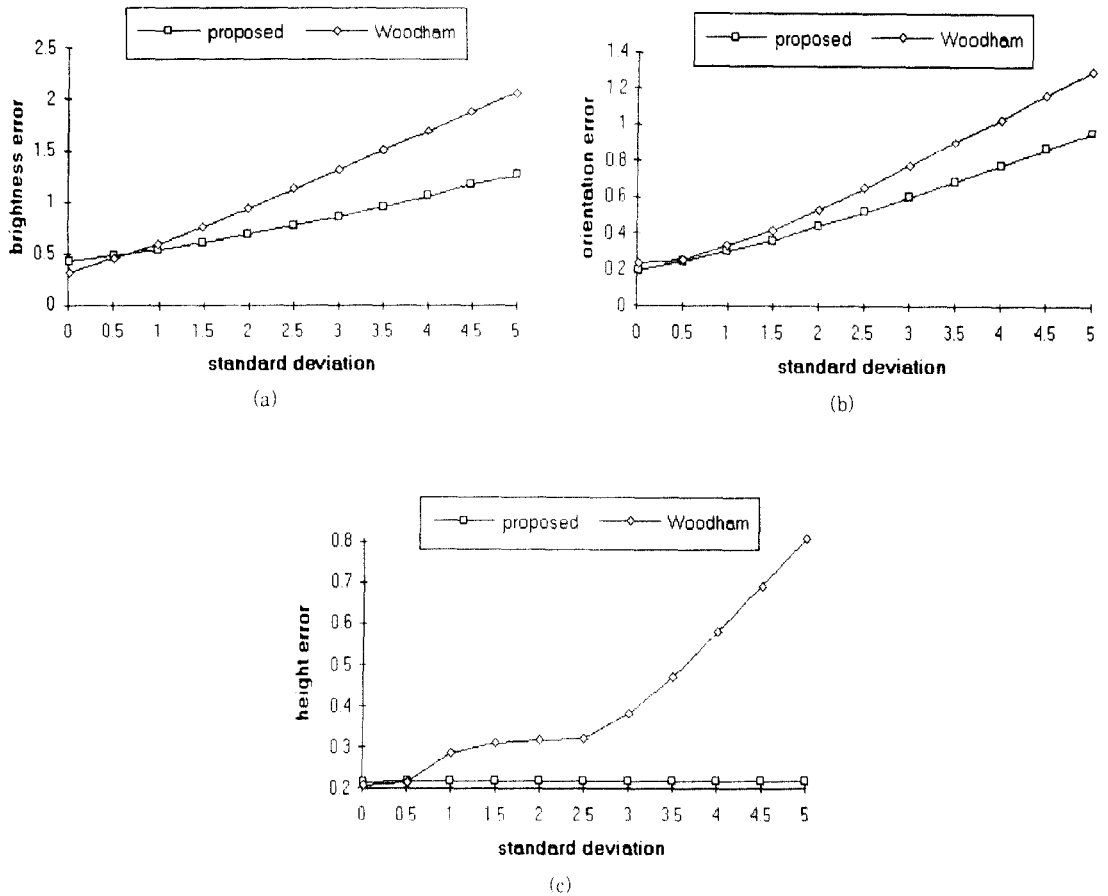 proposed Woodham
2.5
2
1.5
1
0.5
0
brightness error
0 0.5 1 1.5 2 2.5 3 3.5 4 4.5 5
standard deviation
(a)
proposed Woodham
1.4
1.2
1
0.8
0.6
0.4
0.2
0
orientation error
0 0.5 1 1.5 2 2.5 3 3.5 4 4.5 5
standard deviation
(b)
proposed Woodham
0.8
0.7
0.6
0.5
0.4
0.3
0.2
height error
0 0.5 1 1.5 2 2.5 3 3.5 4 4.5 5
standard deviation
(c)